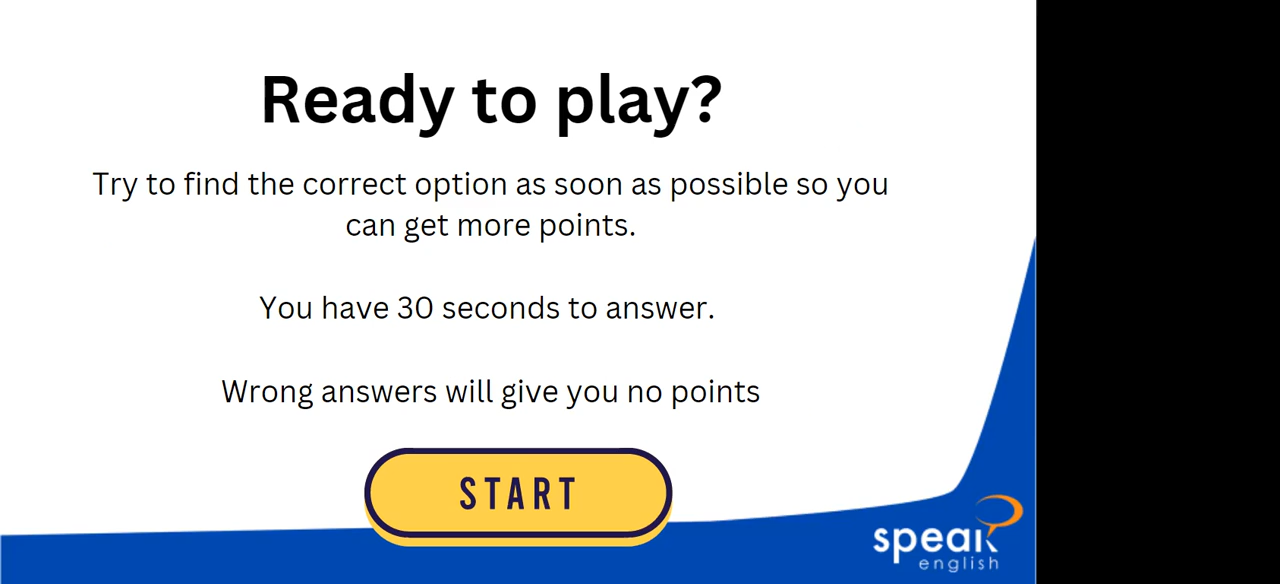 Ready to play?
Try to find the correct option as soon as possible so you
can get more points.
You have 30 seconds to answer.
Wrong answers will give you no points
START
speak
english